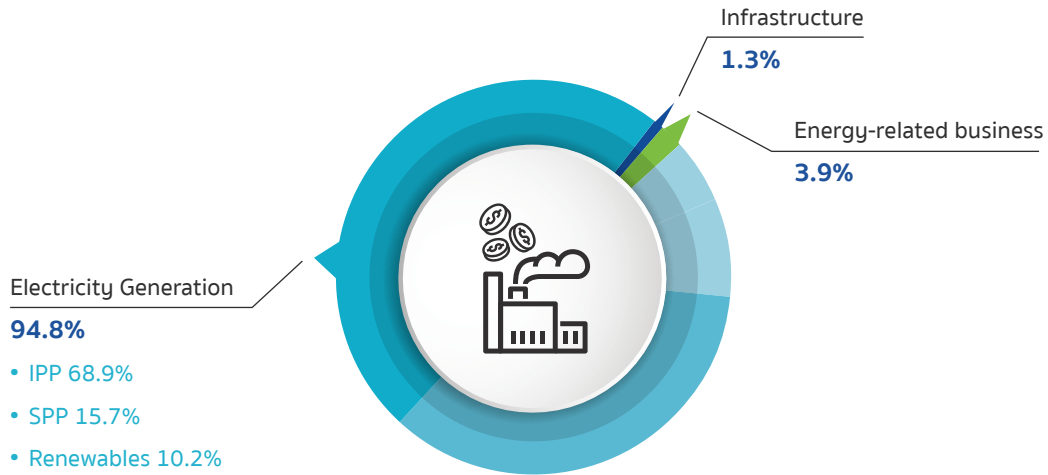 Infrastructure
1.3%
Energy-related business
3.9%
Electricity Generation
94.8%
• IPP 68.9%
• SPP 15.7%
• Renewables 10.2%
$
$
$